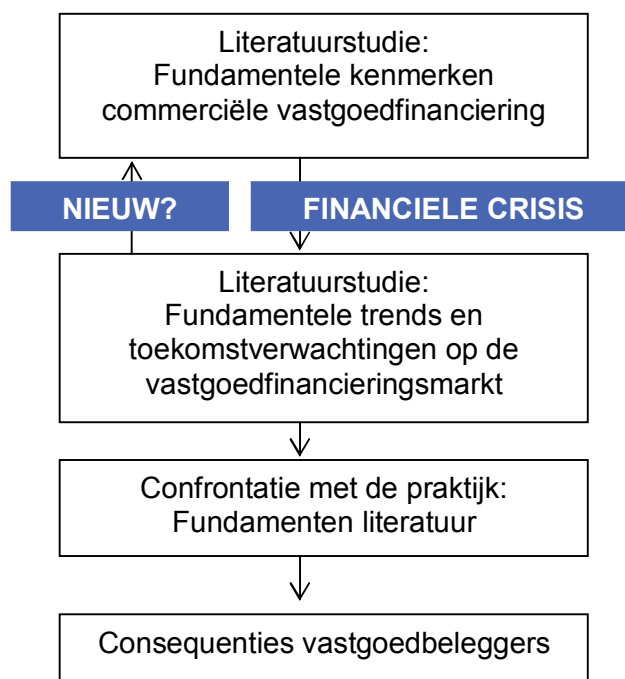 Literatuurstudie:
Fundamentele kenmerken
commerciële vastgoedfinanciering
NIEUW?
FINANCIELE CRISIS
Literatuurstudie:
Fundamentele trends en
toekomstverwachtingen op de
vastgoedfinancieringsmarkt
Confrontatie met de praktijk:
Fundamenten literatuur
Consequenties vastgoedbeleggers